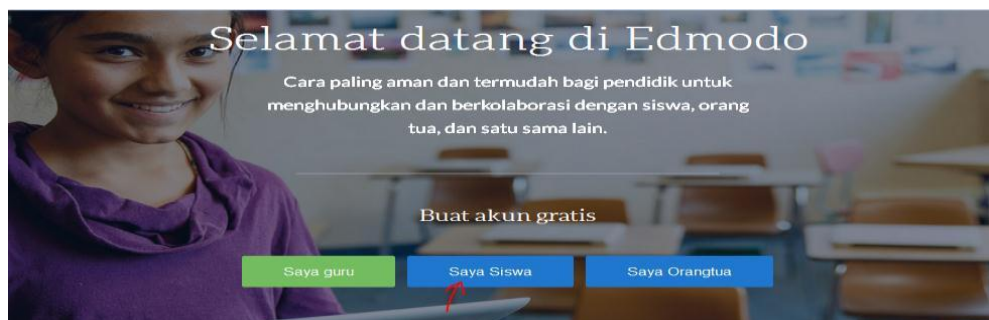 Selamat datang di Edmodo
Cara paling aman dan termudah bagi pendidik untuk
menghubungkan dan berkolaborasi dengan siswa, orang
tua, dan satu sama lain.
Buat akun gratis
Saya guru
Saya Siswa
Saya Orangtua